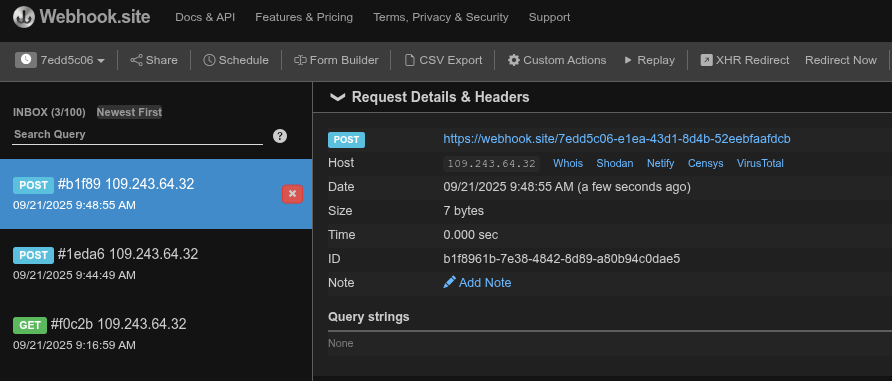 Webhook.site Docs & API Features & Pricing Terms, Privacy & Security Support
7edd5c06 Share Schedule Form Builder CSV Export Custom Actions Replay XHR Redirect Redirect Now
INBOX (3/100) Newest First
Search Query ?
POST #b1f89 109.243.64.32
09/21/2025 9:48:55 AM
POST #1eda6 109.243.64.32
09/21/2025 9:44:49 AM
GET #f0c2b 109.243.64.32
09/21/2025 9:16:59 AM
Request Details & Headers
POST https://webhook.site/7edd5c06-e1ea-43d1-8d4b-52eebfaafdcb
Host 109.243.64.32 Whois Shodan Netify Censys VirusTotal
Date 09/21/2025 9:48:55 AM (a few seconds ago)
Size 7 bytes
Time 0.000 sec
ID b1f8961b-7e38-4842-8d89-a80b94c0dae5
Note Add Note
Query strings
None